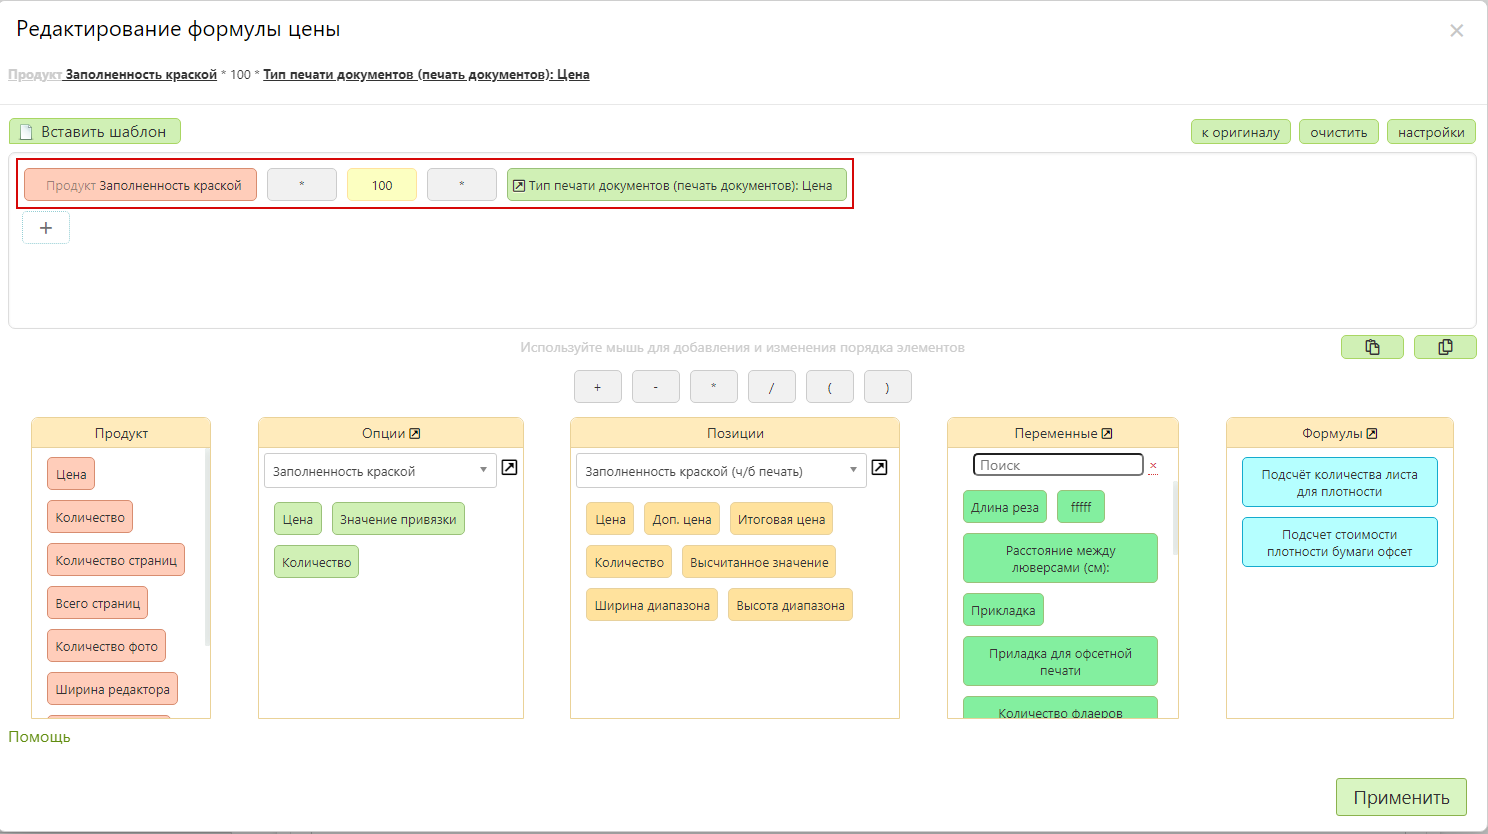 Редактирование формулы цены
×
Продукт Заполненность краской * 100 * Тип печати документов (печать документов): Цена
Вставить шаблон
к оригиналу
очистить
настройки
Продукт Заполненность краской
*
100
*
Тип печати документов (печать документов): Цена
+
Используйте мышь для добавления и изменения порядка элементов
+
-
*
/
(
)
Продукт
Цена
Количество
Количество страниц
Всего страниц
Количество фото
Ширина редактора
Опции
Заполненность краской
Цена
Значение привязки
Количество
Позиции
Заполненность краской (ч/б печать)
Цена
Доп. цена
Итоговая цена
Количество
Высчитанное значение
Ширина диапазона
Высота диапазона
Переменные
Поиск
×
Длина реза
fffff
Расстояние между
люверсами (см):
Прикладка
Приладка для офсетной
печати
Количество флаеров
Формулы
Подсчёт количества листа
для плотности
Подсчет стоимости
плотности бумаги офсет
Помощь
Применить